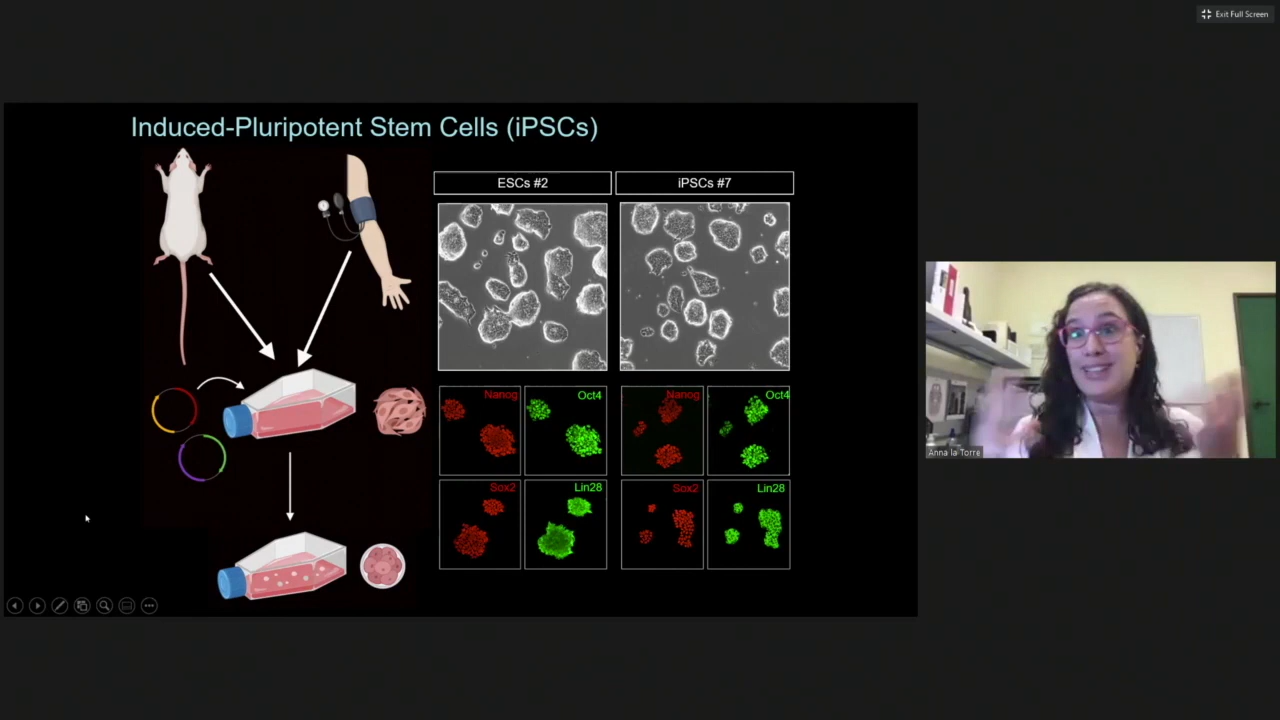 Exit Full Screen
Induced-Pluripotent Stem Cells (iPSCs)
ESCs #2
iPSCs #7
Nanog
Oct4
Nanog
Oct4
Sox2
Lin28
Sox2
Lin28
Anna la Torre